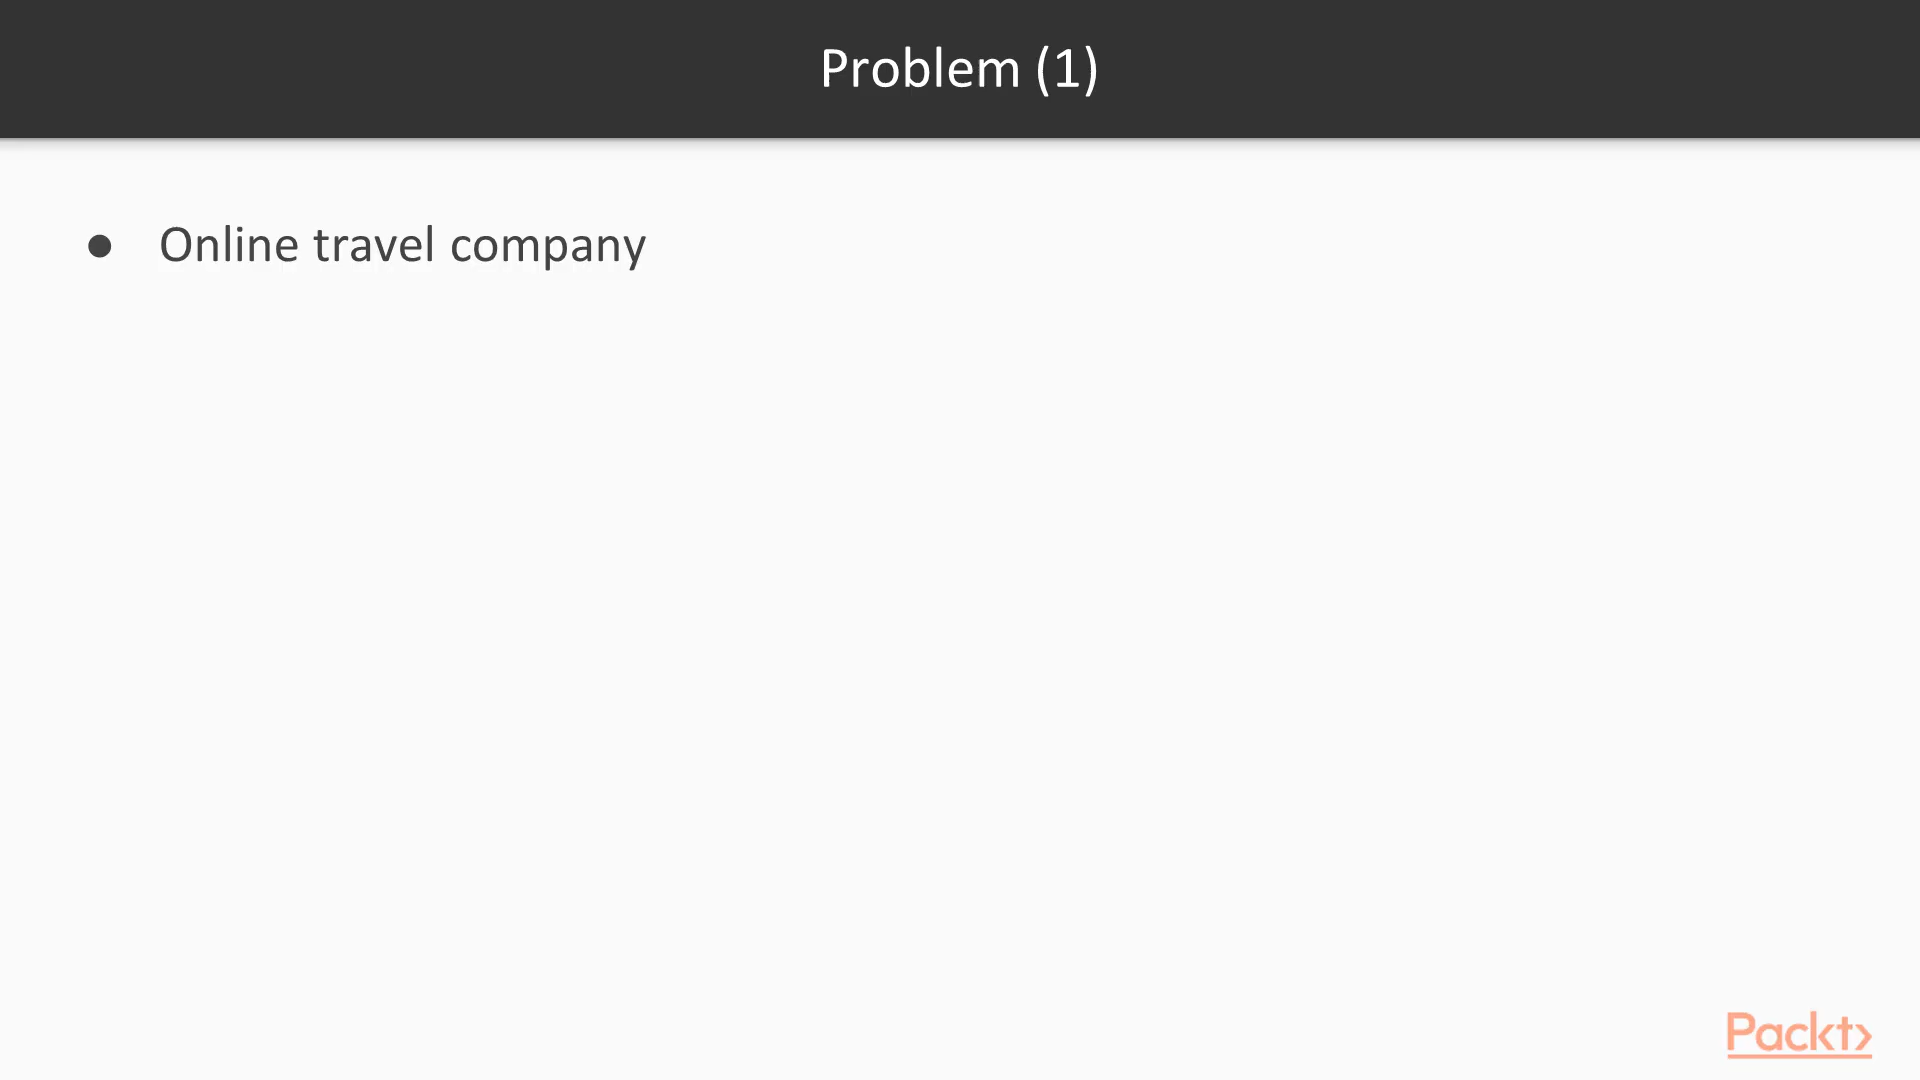 Problem (1)
● Online travel company
Packt>